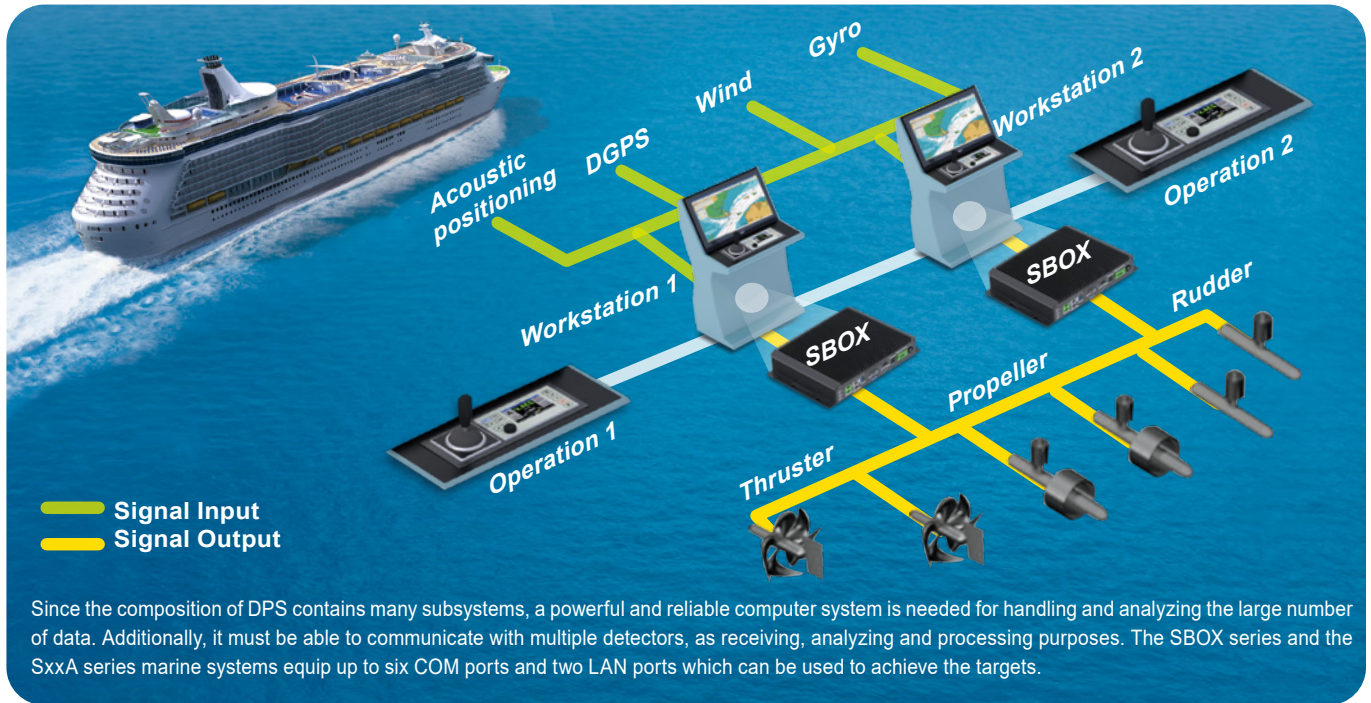 Gyro
Wind
Workstation 2
DGPS
Acoustic
positioning
Operation 2
SBOX
Workstation 1
Rudder
SBOX
Propeller
Operation 1
Thruster
Signal Input
Signal Output
Since the composition of DPS contains many subsystems, a powerful and reliable computer system is needed for handling and analyzing the large number
of data. Additionally, it must be able to communicate with multiple detectors, as receiving, analyzing and processing purposes. The SBOX series and the
SxxA series marine systems equip up to six COM ports and two LAN ports which can be used to achieve the targets.